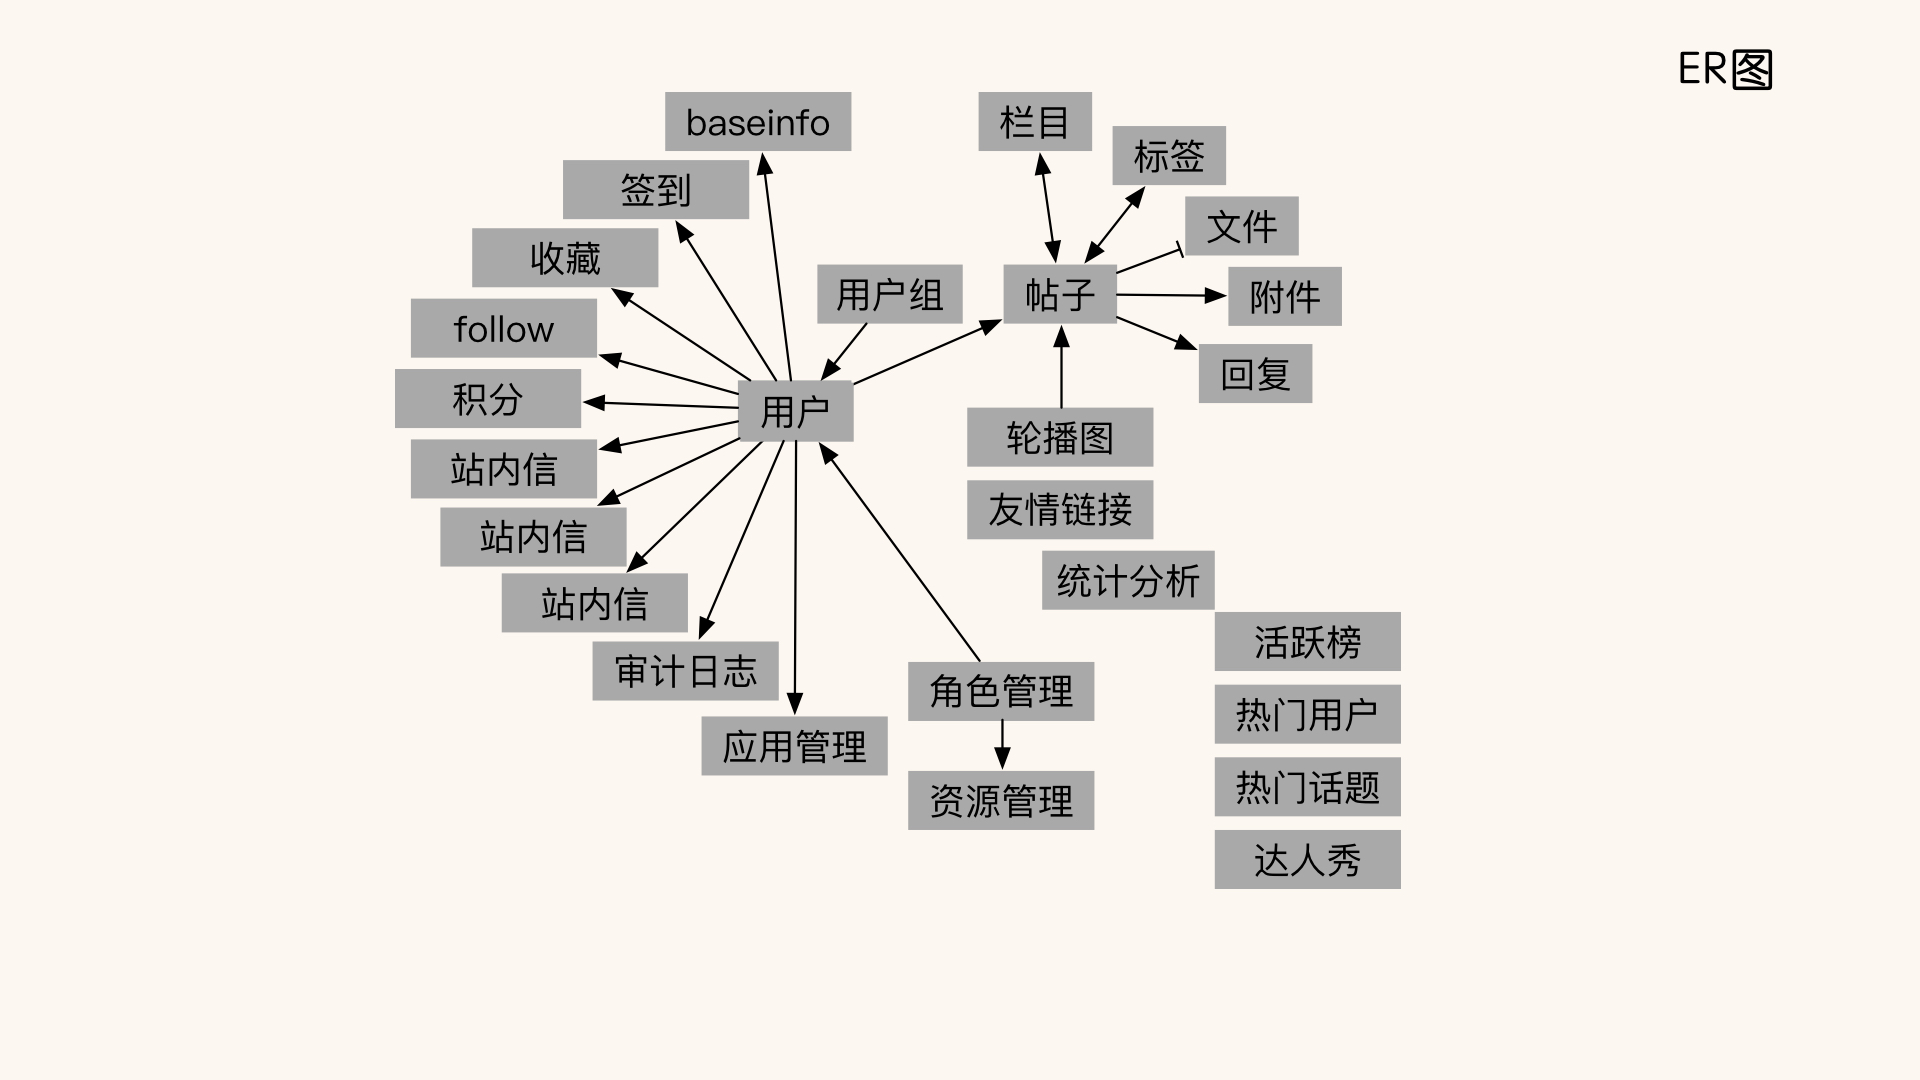 ER图
baseinfo
栏目
标签
签到
文件
收藏
用户组
帖子
附件
follow
回复
积分
用户
轮播图
站内信
友情链接
站内信
统计分析
站内信
活跃榜
审计日志
角色管理
热门用户
应用管理
热门话题
资源管理
达人秀